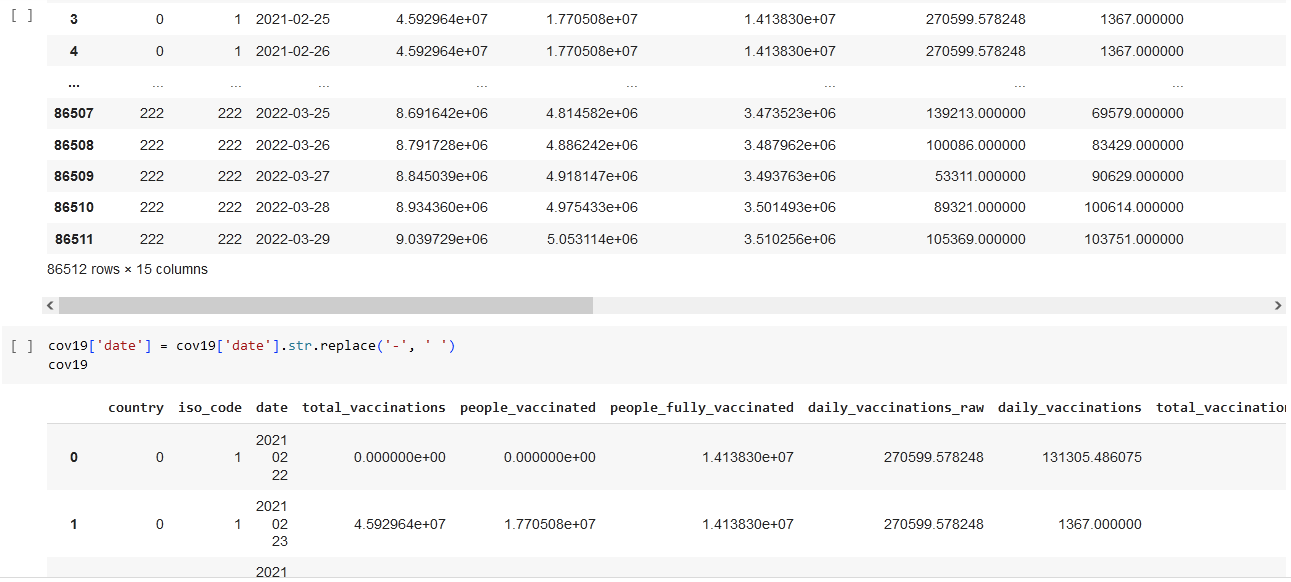 [ ] 3 0 1 2021-02-25 4.592964e+07 1.770508e+07 1.413830e+07 270599.578248 1367.000000
4 0 1 2021-02-26 4.592964e+07 1.770508e+07 1.413830e+07 270599.578248 1367.000000
... ... ... ... ... ... ... ... ...
86507 222 222 2022-03-25 8.691642e+06 4.814582e+06 3.473523e+06 139213.000000 69579.000000
86508 222 222 2022-03-26 8.791728e+06 4.886242e+06 3.487962e+06 100086.000000 83429.000000
86509 222 222 2022-03-27 8.845039e+06 4.918147e+06 3.493763e+06 53311.000000 90629.000000
86510 222 222 2022-03-28 8.934360e+06 4.975433e+06 3.501493e+06 89321.000000 100614.000000
86511 222 222 2022-03-29 9.039729e+06 5.053114e+06 3.510256e+06 105369.000000 103751.000000
86512 rows × 15 columns
[ ] cov19['date'] = cov19['date'].str.replace('-', ' ')
cov19
country iso_code date total_vaccinations people_vaccinated people_fully_vaccinated daily_vaccinations_raw daily_vaccinations total_vaccination
2021
0 0 1 02 0.000000e+00 0.000000e+00 1.413830e+07 270599.578248 131305.486075
22
2021
1 0 1 02 4.592964e+07 1.770508e+07 1.413830e+07 270599.578248 1367.000000
23
2021